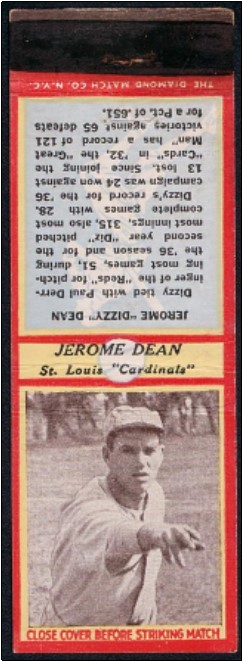 THE DIAMOND MATCH CO. N.Y.C.
JEROME "DIZZY" DEAN
Dizzy tied with Paul Derr-
inger of the "Reds" for pitch-
ing most games, 51, during
the '36 season and for the
second year "Diz" pitched
most innings, 315, also most
complete games with 28.
Dizzy's record for the '36
campaign was 24 won against
13 lost. Since joining the
"Cards" in '32, the "Great
Man" has a record of 121
victories against 65 defeats
for a Pct. of .651.
JEROME DEAN
St. Louis "Cardinals"
CLOSE COVER BEFORE STRIKING MATCH